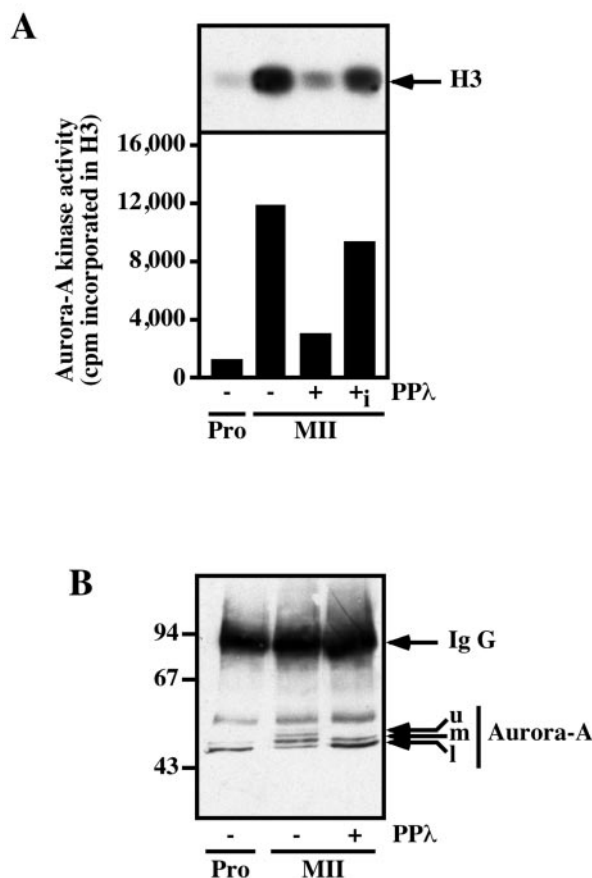 A
H3
Aurora-A kinase activity
(cpm incorporated in H3)
16,000
12,000
8,000
4,000
0
- - + +i PPλ
Pro MII
B
94
67
43
Ig G
u
m
l
Aurora-A
- - + PPλ
Pro MII